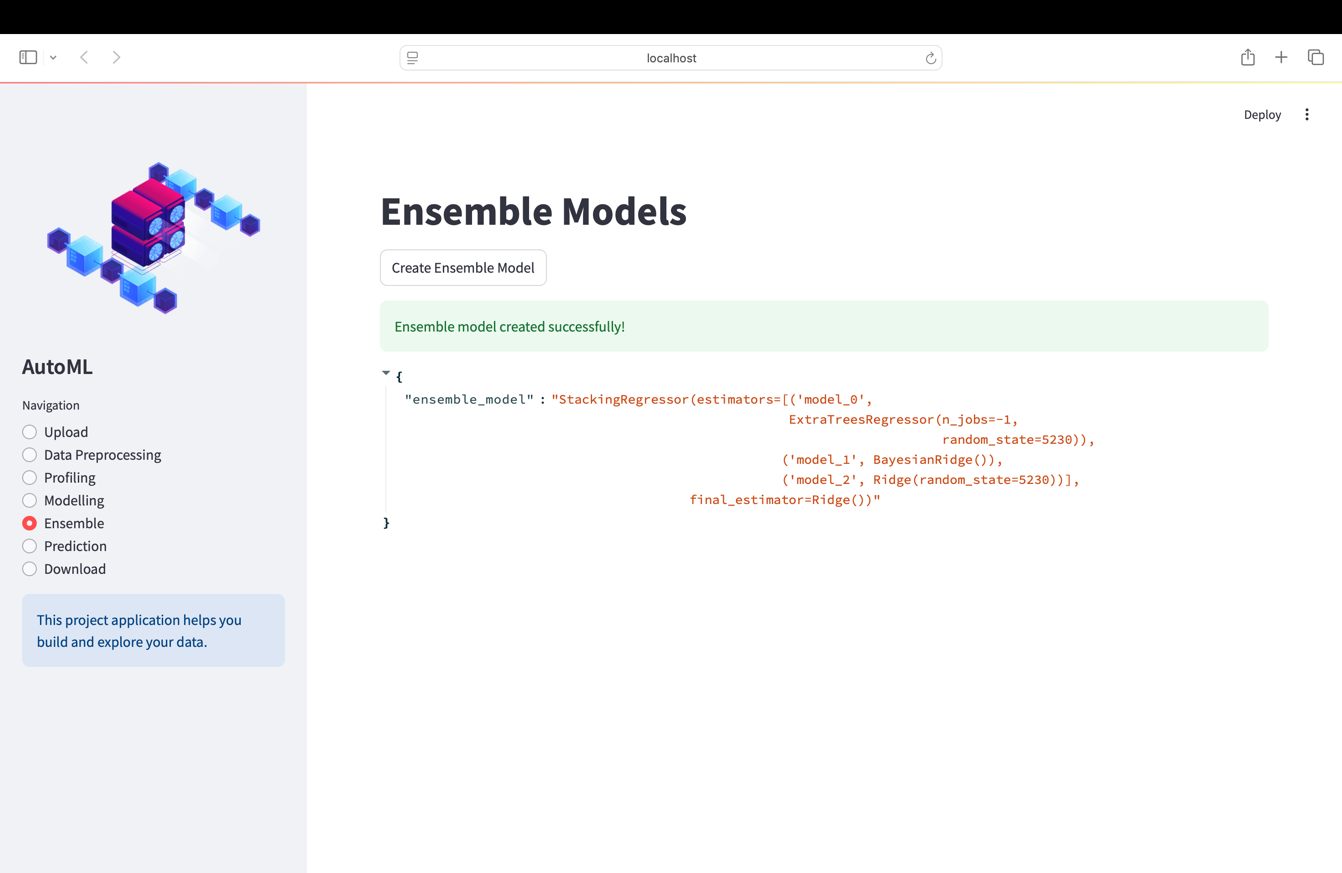 localhost
Deploy
AutoML
Navigation
Upload
Data Preprocessing
Profiling
Modelling
Ensemble
Prediction
Download
This project application helps you
build and explore your data.
Ensemble Models
Create Ensemble Model
Ensemble model created successfully!
{
"ensemble_model" : "StackingRegressor(estimators=[('model_0',
ExtraTreesRegressor(n_jobs=-1,
random_state=5230)),
('model_1', BayesianRidge()),
('model_2', Ridge(random_state=5230))],
final_estimator=Ridge())"
}